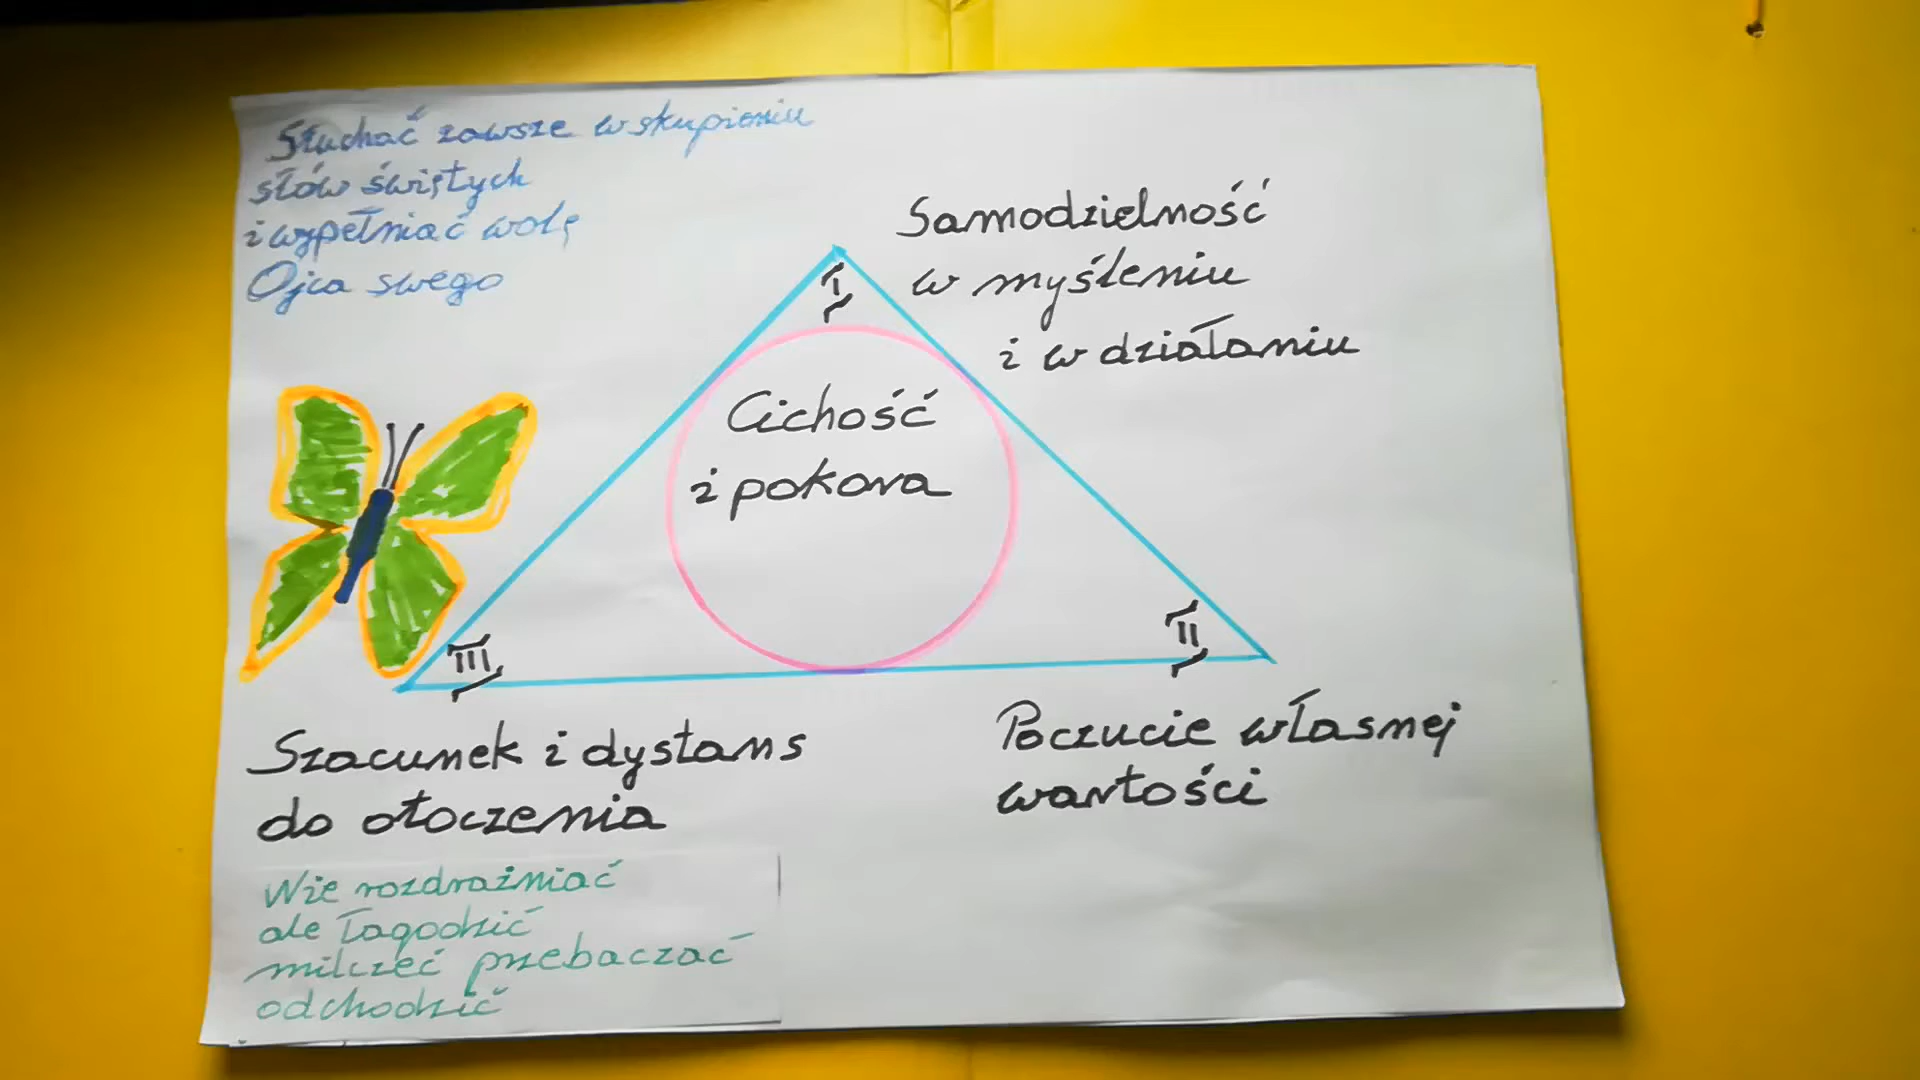 Słuchać zawsze w skupieniu
słów świętych
i wypełniać wolę
Ojca swego
Samodzielność
w myśleniu
i w działaniu
I
Cichość
i pokora
II
III
Szacunek i dystans
do otoczenia
Poczucie własnej
wartości
Nie rozdrażniać
ale łagodzić
milczeć przebaczać
odchodzić